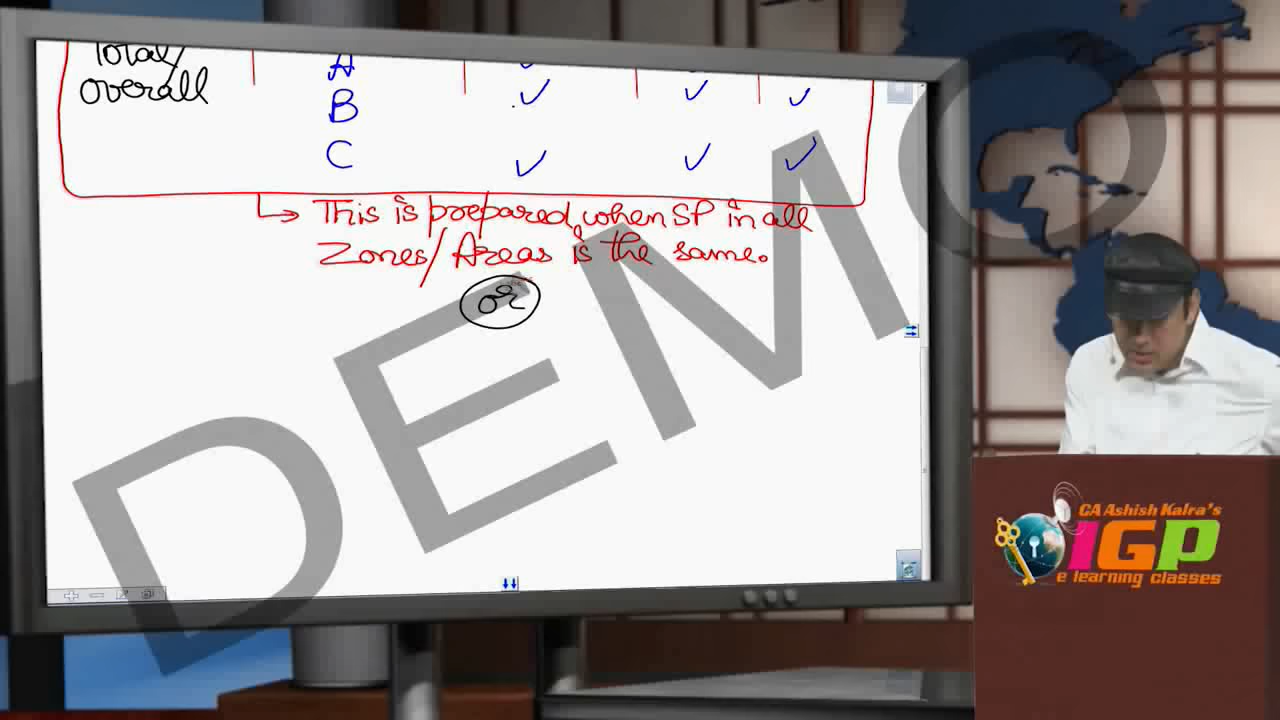 Total/
Overall
A
B
C
This is prepared, when SP in all
Zones/Areas is the same.
or
DEMO
CA Ashish Kalra's
IGP
e learning classes